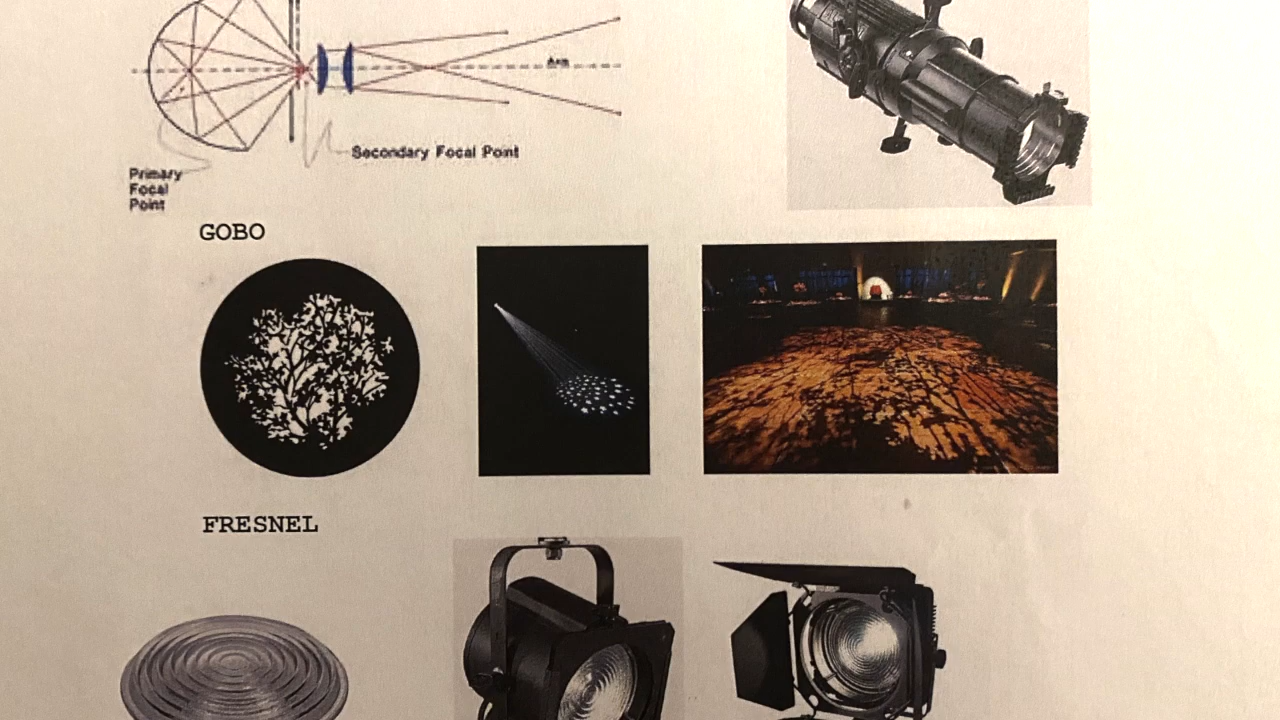 Secondary Focal Point
Primary
Focal
Point
GOBO
FRESNEL